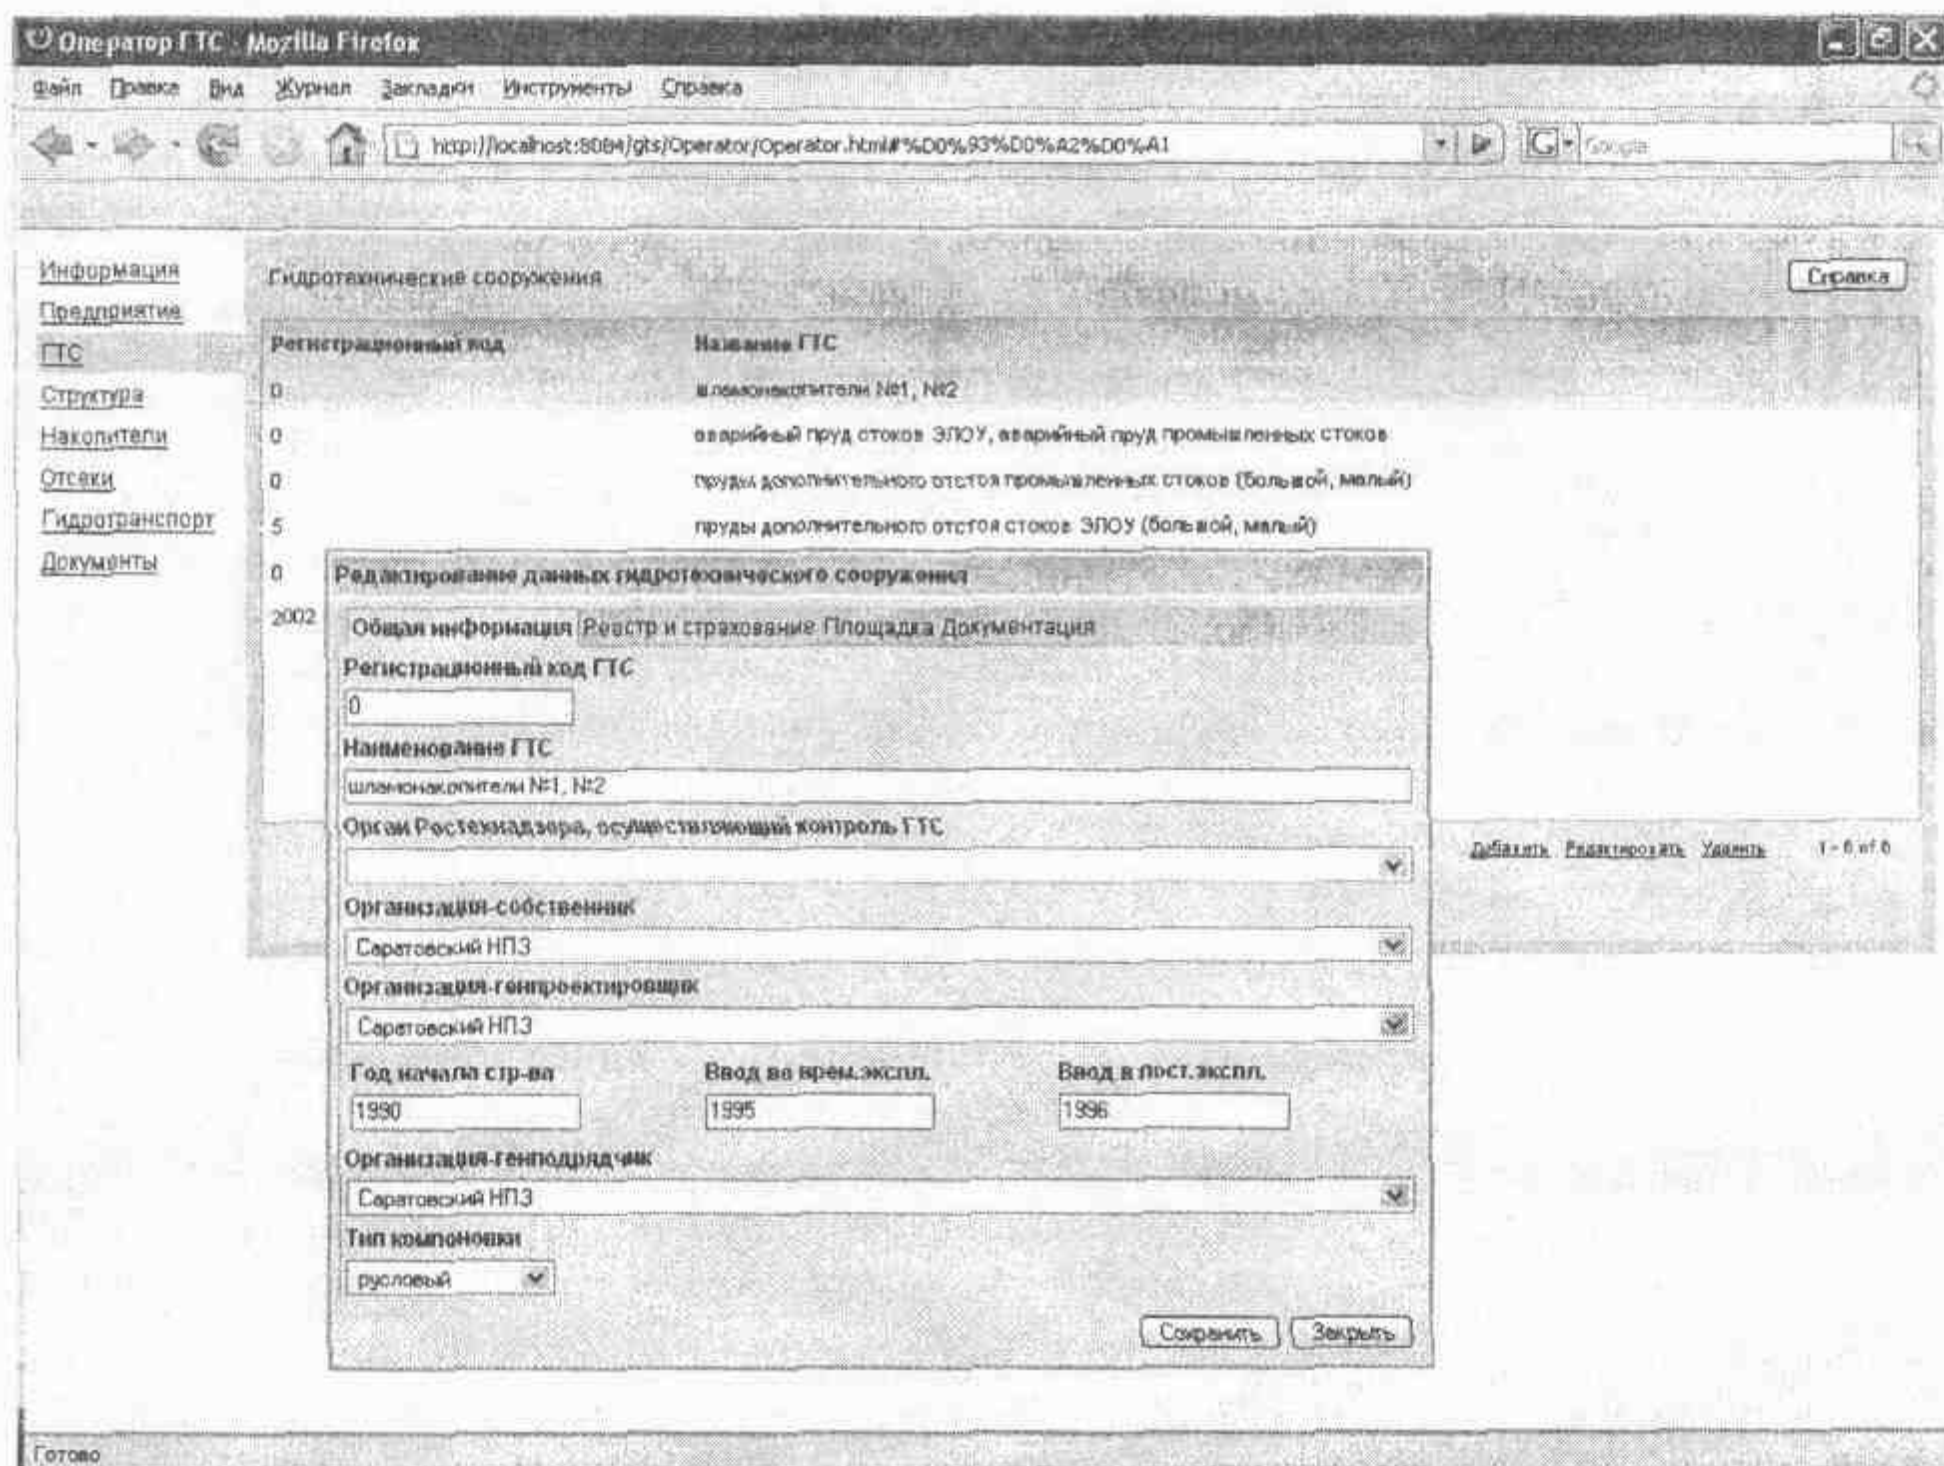 Оператор ГТС - Mozilla Firefox
Файл Правка Вид Журнал Закладки Инструменты Справка
http://localhost:8084/gts/Operator/Operator.html#%D0%93%D0%A2%D0%A1
Google
Информация
Предприятие
ГТС
Структура
Накопители
Отсеки
Гидротранспорт
Документы
Гидротехнические сооружения
Справка
Регистрационный код Название ГТС
0 шламонакопители №1, №2
0 аварийный пруд стоков ЭЛОУ, аварийный пруд промышленных стоков
0 пруды дополнительного отстоя промышленных стоков (большой, малый)
5 пруды дополнительного отстоя стоков ЭЛОУ (большой, малый)
0
2002
Редактирование данных гидротехнического сооружения
Общая информация Реестр и страхование Площадка Документация
Регистрационный код ГТС
0
Наименование ГТС
шламонакопители №1, №2
Орган Ростехнадзора, осуществляющий контроль ГТС
Добавить Редактировать Удалить 1 - 6 of 6
Организация-собственник
Саратовский НПЗ
Организация-генпроектировщик
Саратовский НПЗ
Год начала стр-ва Ввод во врем.экспл. Ввод в пост.экспл.
1990 1995 1996
Организация-генподрядчик
Саратовский НПЗ
Тип компоновки
русловый
Сохранить Закрыть
Готово